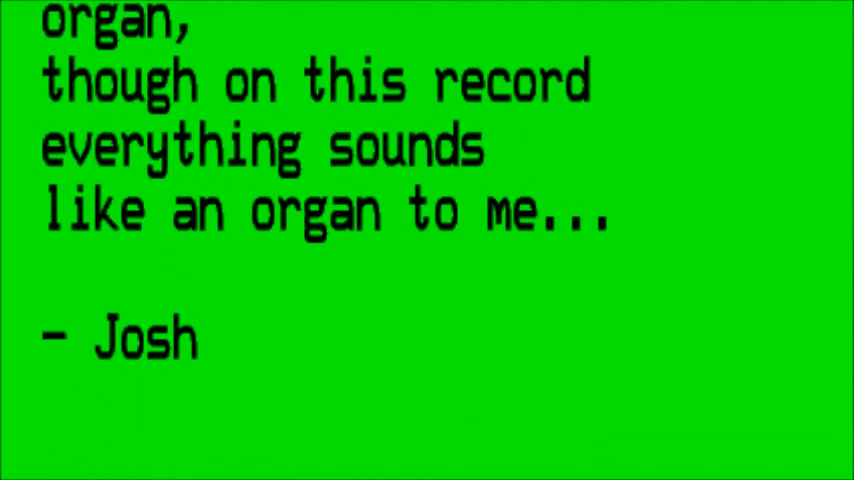 organ,
though on this record
everything sounds
like an organ to me...
- Josh